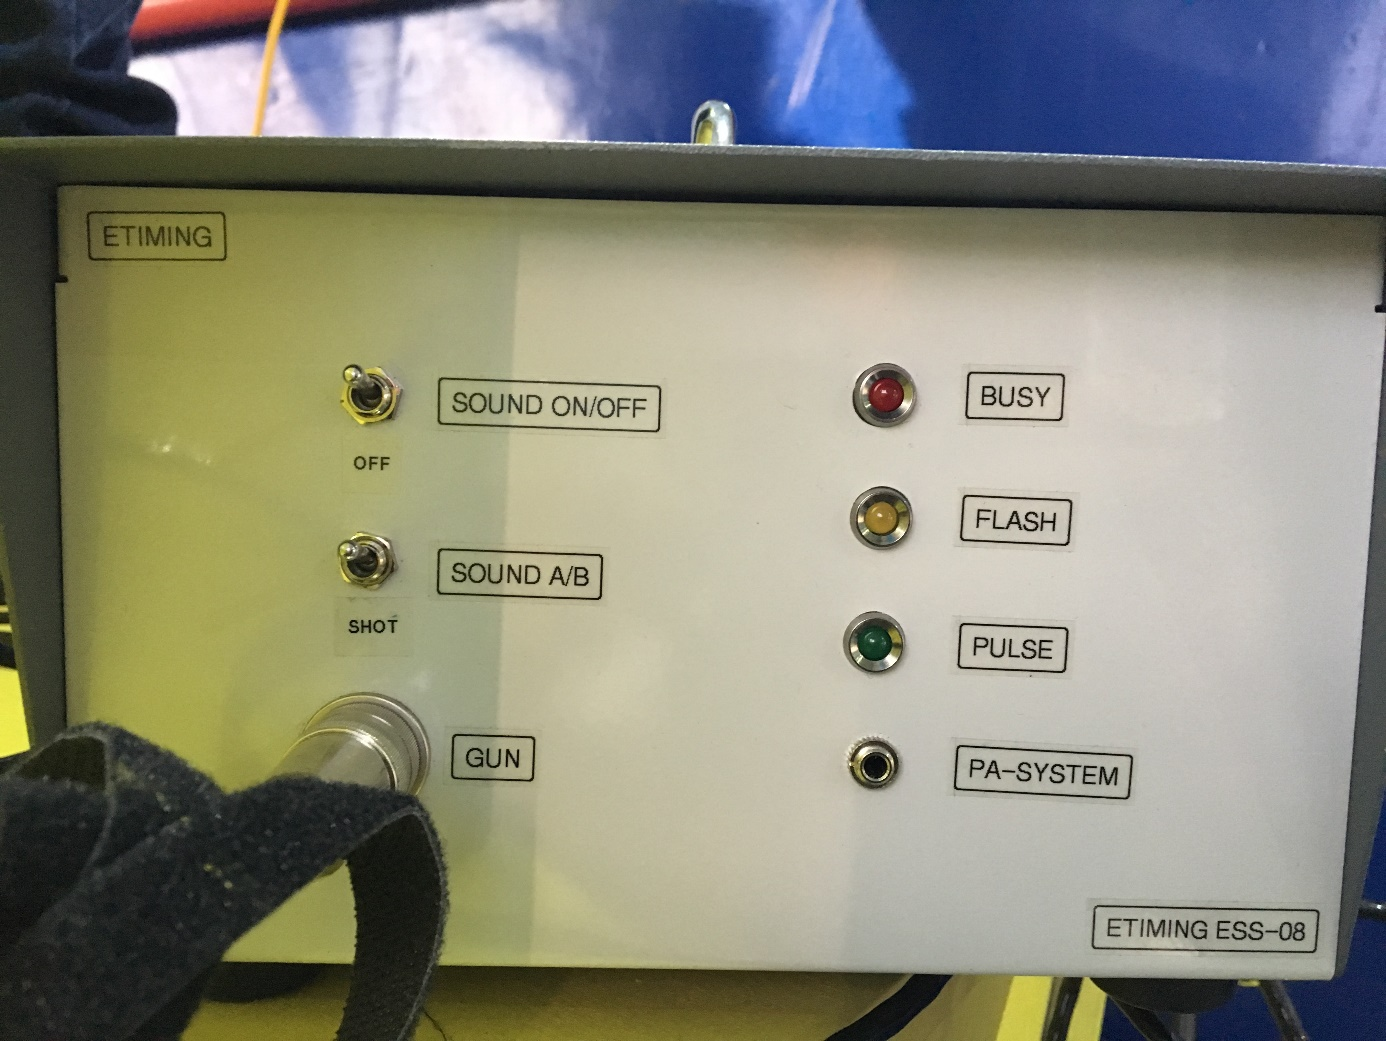 ETIMING
SOUND ON/OFF
OFF
SOUND A/B
SHOT
GUN
BUSY
FLASH
PULSE
PA-SYSTEM
ETIMING ESS-08